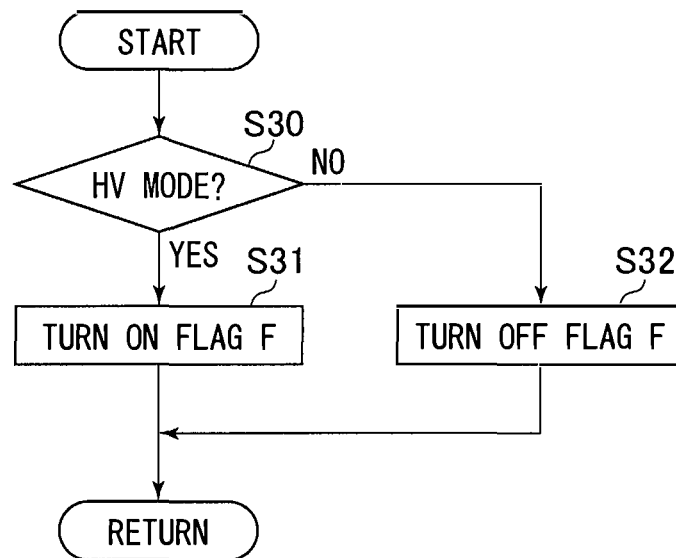 START
S30
HV MODE?
NO
YES
S31
TURN ON FLAG F
S32
TURN OFF FLAG F
RETURN